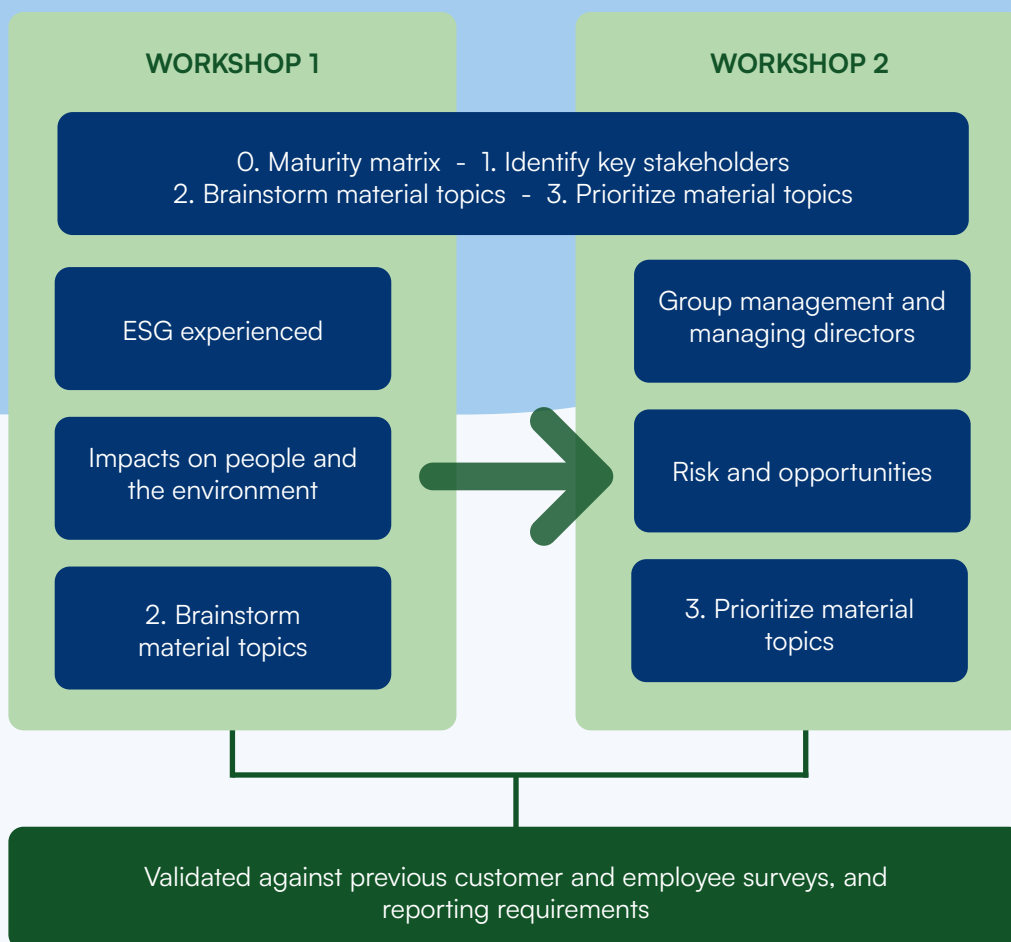 WORKSHOP 1
WORKSHOP 2
0. Maturity matrix - 1. Identify key stakeholders
2. Brainstorm material topics - 3. Prioritize material topics
ESG experienced
Impacts on people and
the environment
2. Brainstorm
material topics
Group management and
managing directors
Risk and opportunities
3. Prioritize material
topics
Validated against previous customer and employee surveys, and
reporting requirements